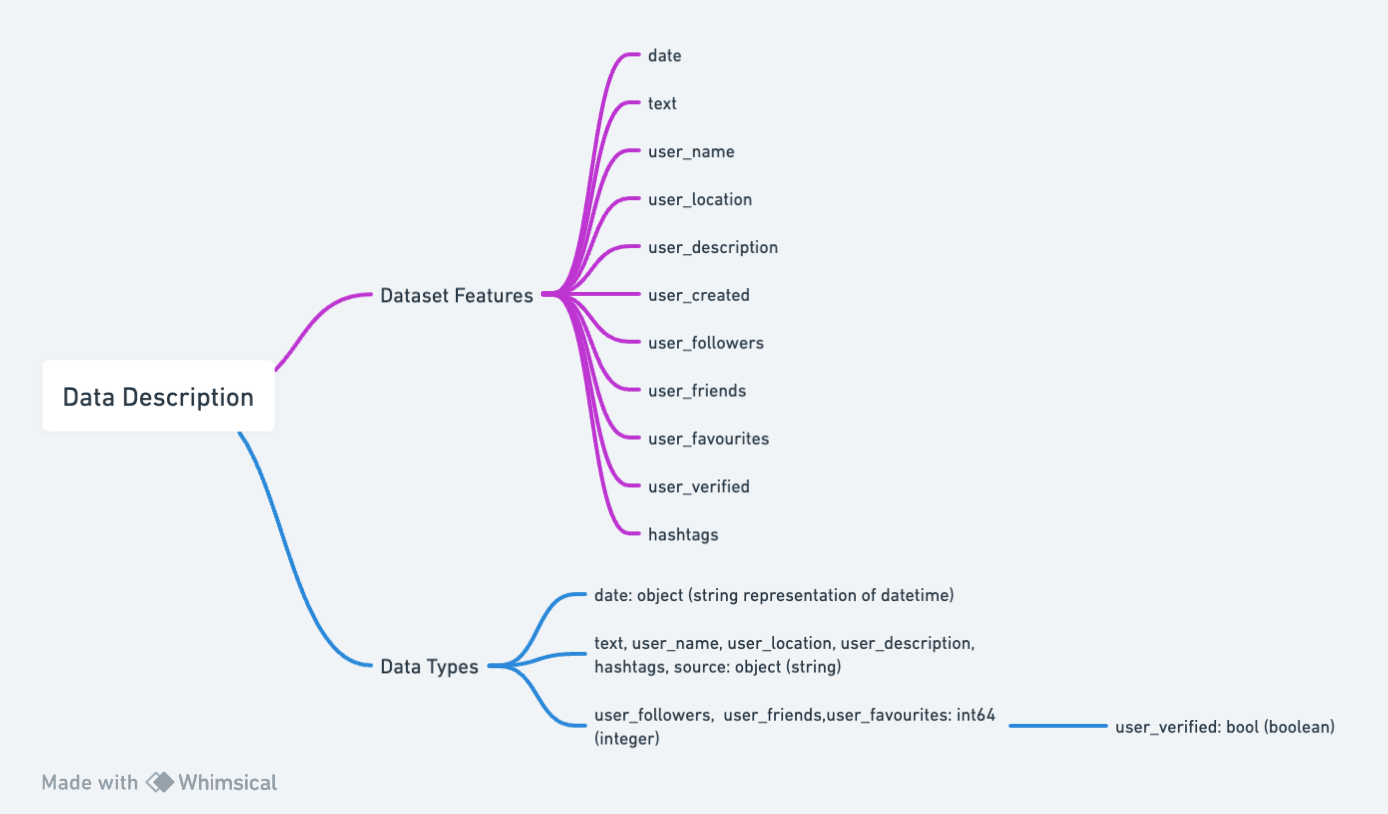 date
text
user_name
user_location
user_description
Dataset Features
user_created
user_followers
user_friends
Data Description
user_favourites
user_verified
hashtags
date: object (string representation of datetime)
text, user_name, user_location, user_description,
hashtags, source: object (string)
Data Types
user_followers,  user_friends,user_favourites: int64
(integer)
user_verified: bool (boolean)
Made with Whimsical